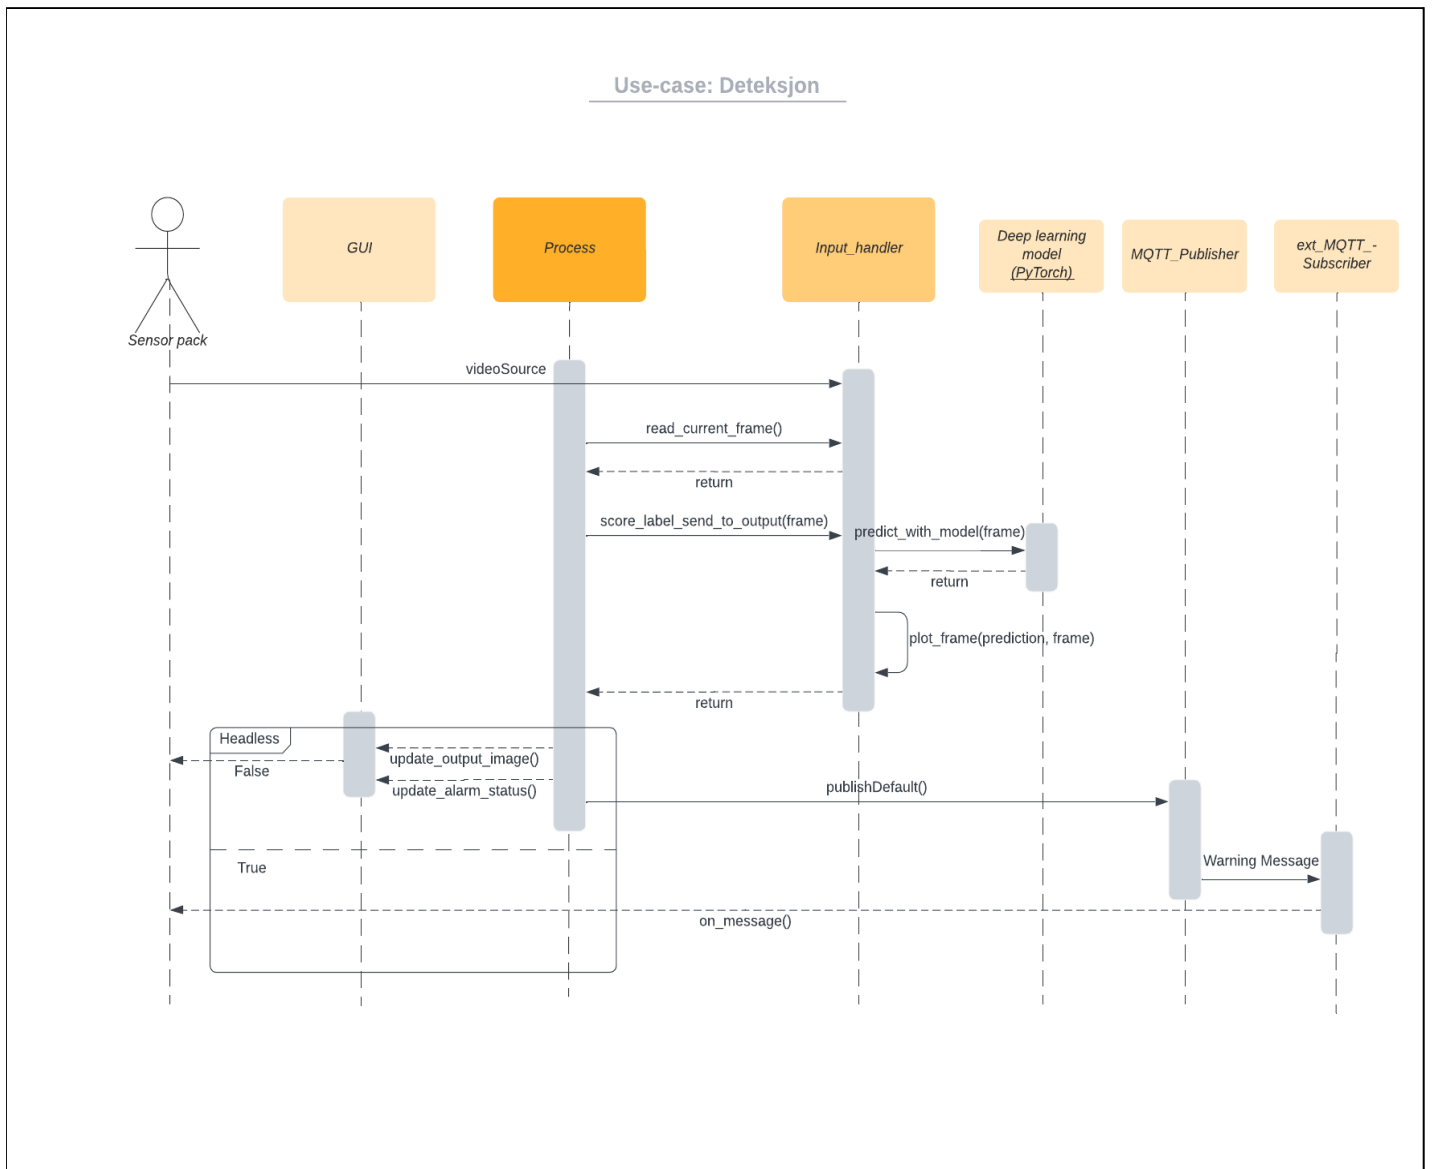 Use-case: Deteksjon
Sensor pack
GUI
Process
Input_handler
Deep learning
model
(PyTorch)
MQTT_Publisher
ext_MQTT_-
Subscriber
videoSource
read_current_frame()
return
score_label_send_to_output(frame)
predict_with_model(frame)
return
plot_frame(prediction, frame)
return
Headless
update_output_image()
False
update_alarm_status()
publishDefault()
Warning Message
True
on_message()